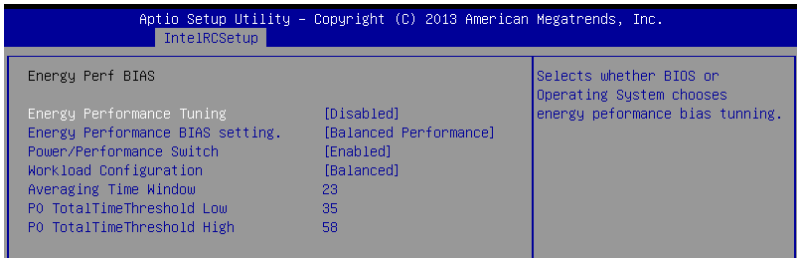 Aptio Setup Utility – Copyright (C) 2013 American Megatrends, Inc.
IntelRCSetup
Energy Perf BIAS
Energy Performance Tuning [Disabled]
Energy Performance BIAS setting. [Balanced Performance]
Power/Performance Switch [Enabled]
Workload Configuration [Balanced]
Averaging Time Window 23
P0 TotalTimeThreshold Low 35
P0 TotalTimeThreshold High 58
Selects whether BIOS or
Operating System chooses
energy peformance bias tunning.